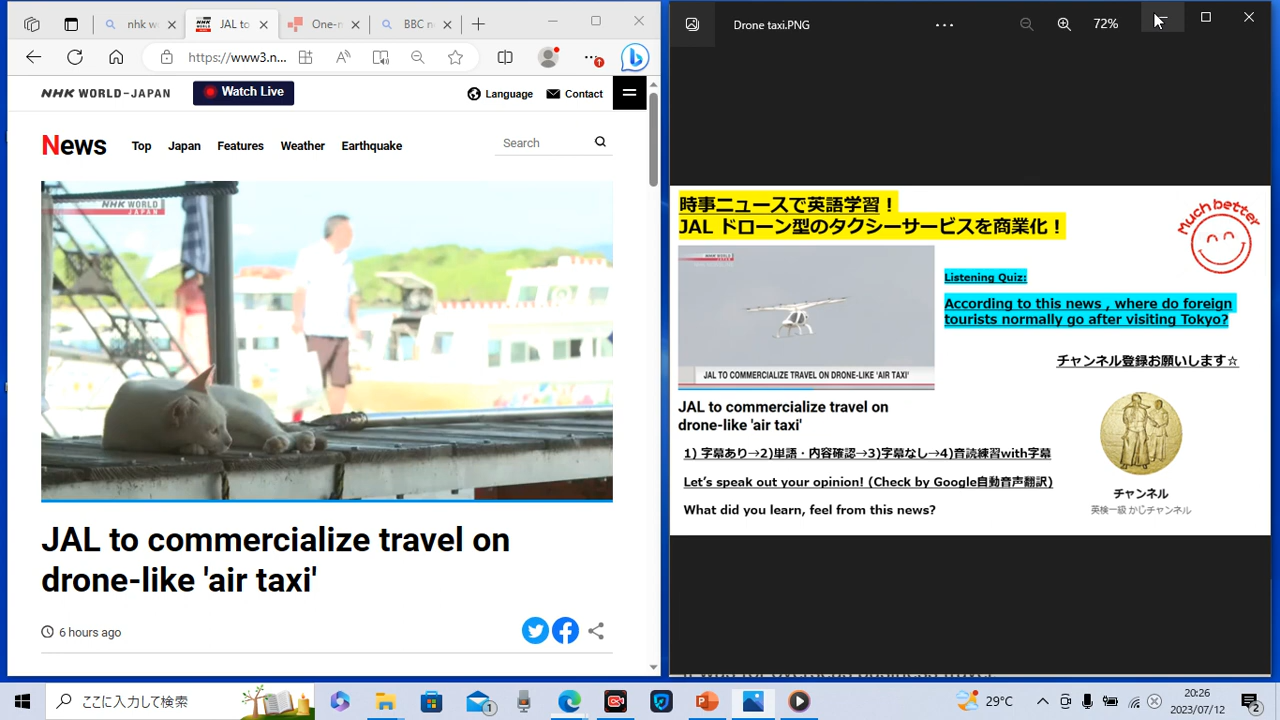 nhk w
JAL to
One-r
BBC n
https://www3.n...
NHK WORLD-JAPAN
Watch Live
Language
Contact
News
Top
Japan
Features
Weather
Earthquake
Search
NHK WORLD
JAPAN
JAL to commercialize travel on
drone-like 'air taxi'
6 hours ago
Drone taxi.PNG
72%
時事ニュースで英語学習！
JAL ドローン型のタクシーサービスを商業化！
Much better
NHK WORLD
JAPAN
JAL TO COMMERCIALIZE TRAVEL ON DRONE-LIKE 'AIR TAXI'
Listening Quiz:
According to this news , where do foreign
tourists normally go after visiting Tokyo?
チャンネル登録お願いします☆
JAL to commercialize travel on
drone-like 'air taxi'
1) 字幕あり→2)単語・内容確認→3)字幕なし→4)音読練習with字幕
Let's speak out your opinion! (Check by Google自動音声翻訳)
What did you learn, feel from this news?
チャンネル
英検一級 かじチャンネル
ここに入力して検索
1
29°C
20:26
2023/07/12
2